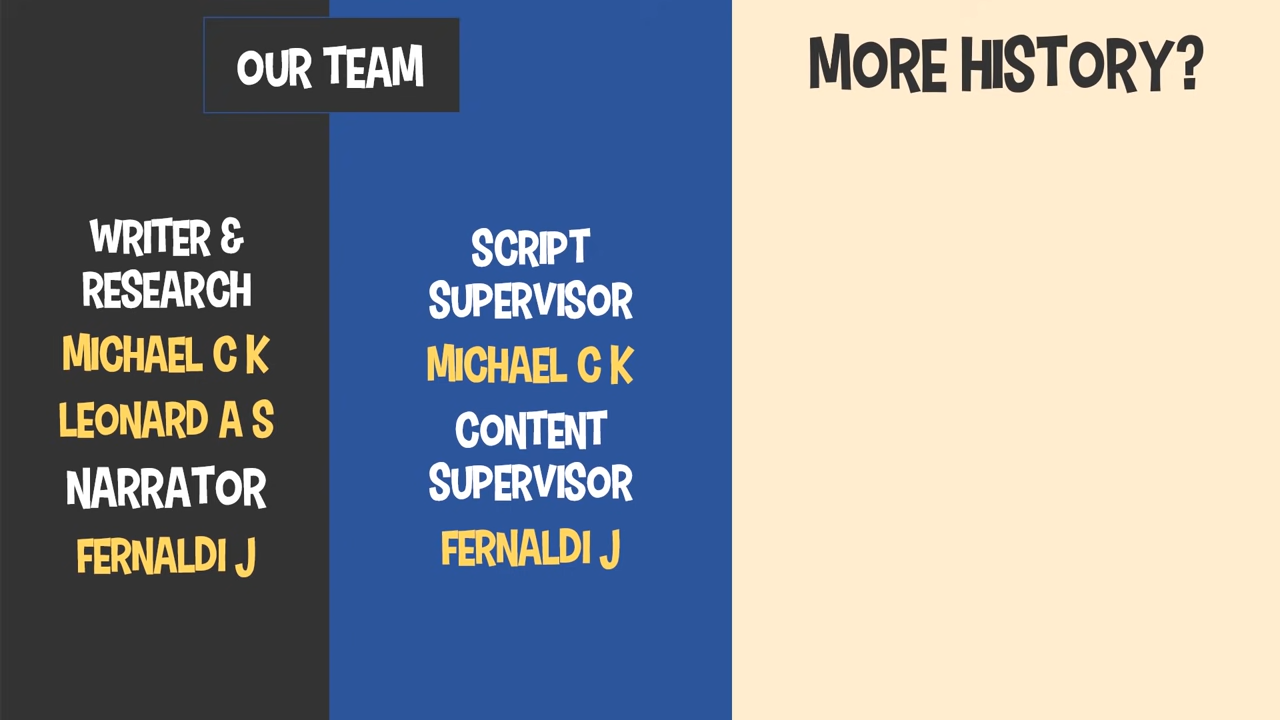 OUR TEAM
WRITER &
RESEARCH
MICHAEL C K
LEONARD A S
NARRATOR
FERNALDI J
SCRIPT
SUPERVISOR
MICHAEL C K
CONTENT
SUPERVISOR
FERNALDI J
MORE HISTORY?